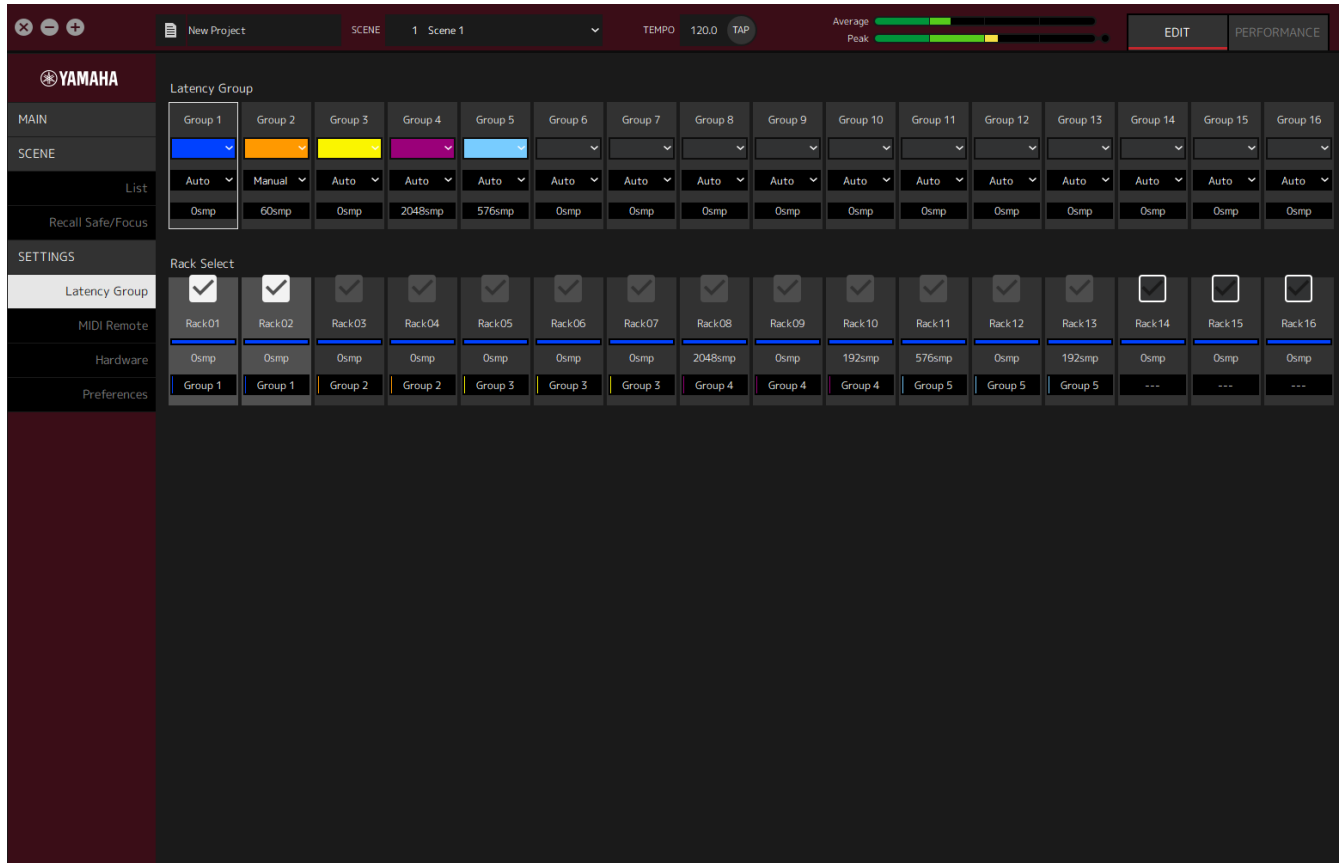 New Project SCENE 1 Scene 1 TEMPO 120.0 TAP Average Peak EDIT PERFORMANCE
YAMAHA
MAIN
SCENE
List
Recall Safe/Focus
SETTINGS
Latency Group
MIDI Remote
Hardware
Preferences
Latency Group
Group 1 Group 2 Group 3 Group 4 Group 5 Group 6 Group 7 Group 8 Group 9 Group 10 Group 11 Group 12 Group 13 Group 14 Group 15 Group 16
Auto Manual Auto Auto Auto Auto Auto Auto Auto Auto Auto Auto Auto Auto Auto Auto
0smp 60smp 0smp 2048smp 576smp 0smp 0smp 0smp 0smp 0smp 0smp 0smp 0smp 0smp 0smp 0smp
Rack Select
Rack01 Rack02 Rack03 Rack04 Rack05 Rack06 Rack07 Rack08 Rack09 Rack10 Rack11 Rack12 Rack13 Rack14 Rack15 Rack16
0smp 0smp 0smp 0smp 0smp 0smp 0smp 2048smp 0smp 192smp 576smp 0smp 192smp 0smp 0smp 0smp
Group 1 Group 1 Group 2 Group 2 Group 3 Group 3 Group 3 Group 4 Group 4 Group 4 Group 5 Group 5 Group 5 --- --- ---